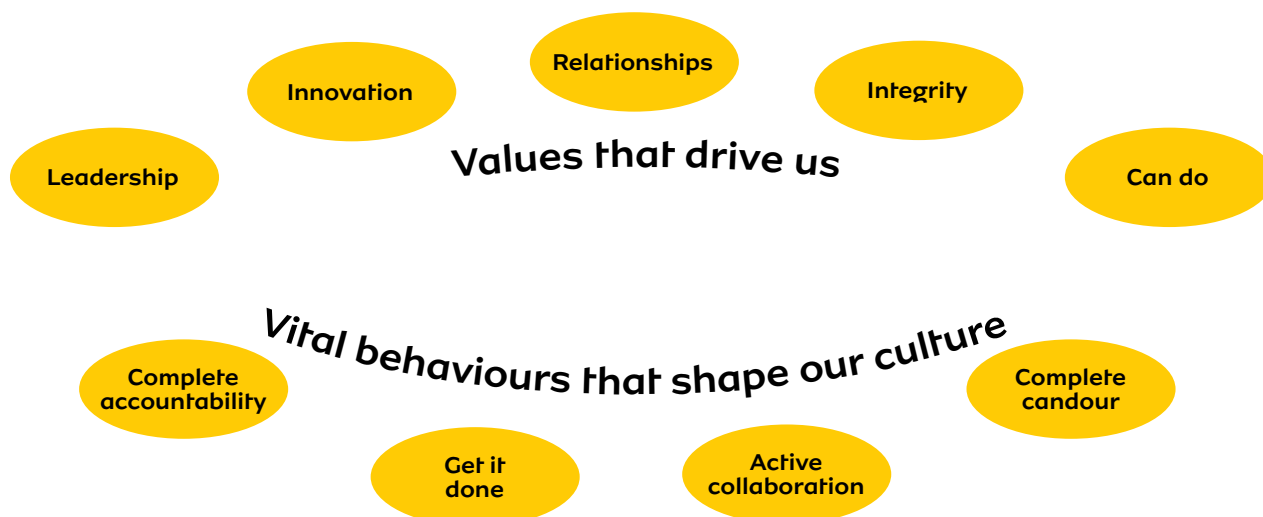 Relationships
Innovation
Integrity
Leadership
Can do
Values that drive us
Vital behaviours that shape our culture
Complete
accountability
Complete
candour
Get it
done
Active
collaboration